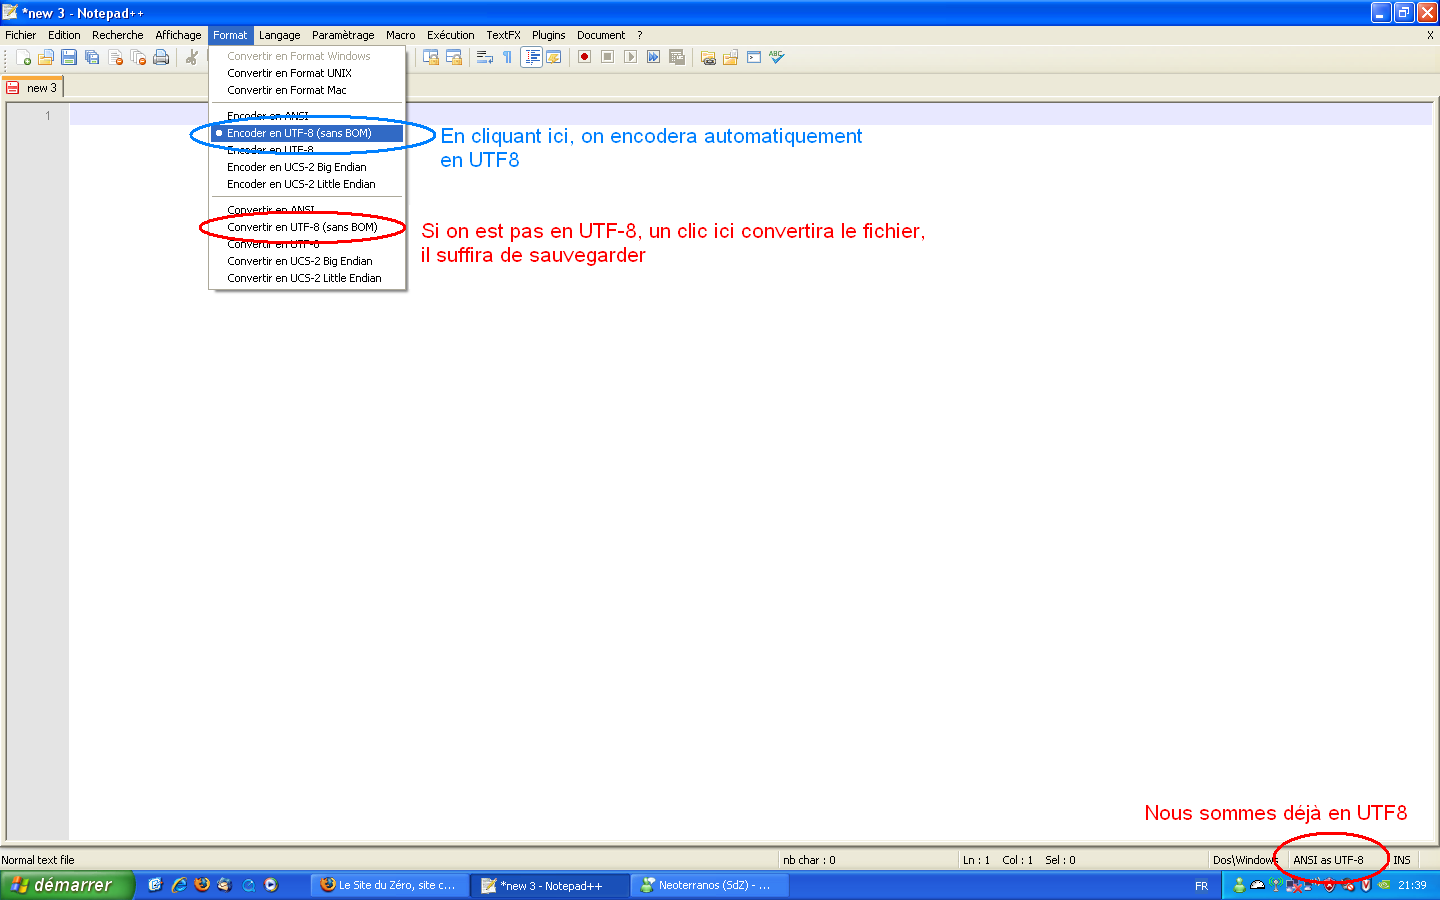 *new 3 - Notepad++
Fichier Edition Recherche Affichage Format Langage Paramètrage Macro Exécution TextFX Plugins Document ? X
new 3
1
Convertir en Format Windows
Convertir en Format UNIX
Convertir en Format Mac
Encoder en ANSI
Encoder en UTF-8 (sans BOM)
Encoder en UTF-8
Encoder en UCS-2 Big Endian
Encoder en UCS-2 Little Endian
Convertir en ANSI
Convertir en UTF-8 (sans BOM)
Convertir en UTF-8
Convertir en UCS-2 Big Endian
Convertir en UCS-2 Little Endian
En cliquant ici, on encodera automatiquement
en UTF8
Si on est pas en UTF-8, un clic ici convertira le fichier,
il suffira de sauvegarder
Nous sommes déjà en UTF8
Normal text file nb char : 0 Ln : 1 Col : 1 Sel : 0 Dos\Windows ANSI as UTF-8 INS
démarrer Le Site du Zéro, site c... *new 3 - Notepad++ Neoterranos (SdZ) - ... FR 21:39